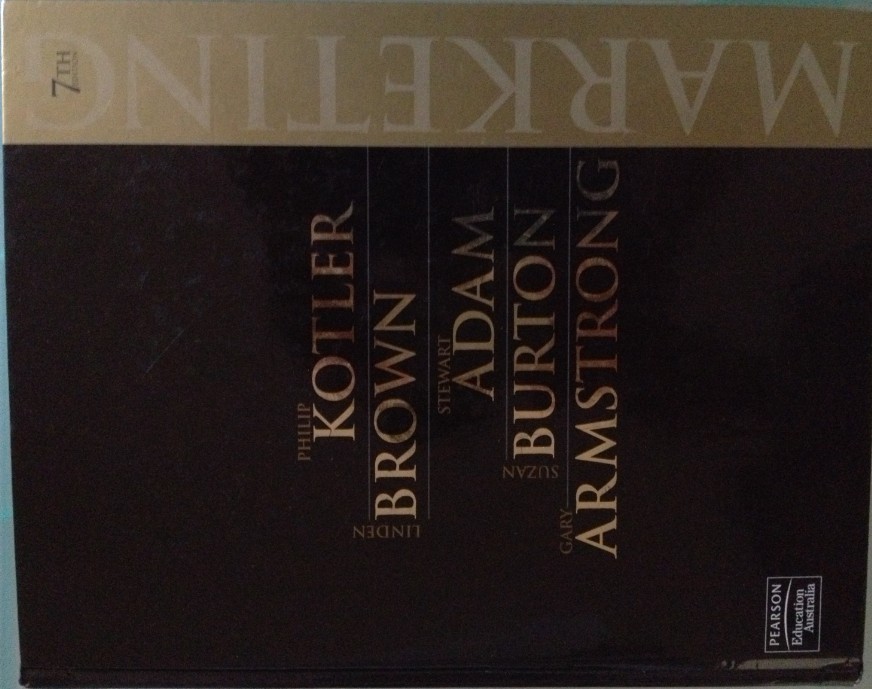 MARKETING
7TH
EDITION
PHILIP
KOTLER
LINDEN
BROWN
STEWART
ADAM
SUZAN
BURTON
GARY
ARMSTRONG
PEARSON
Education
Australia